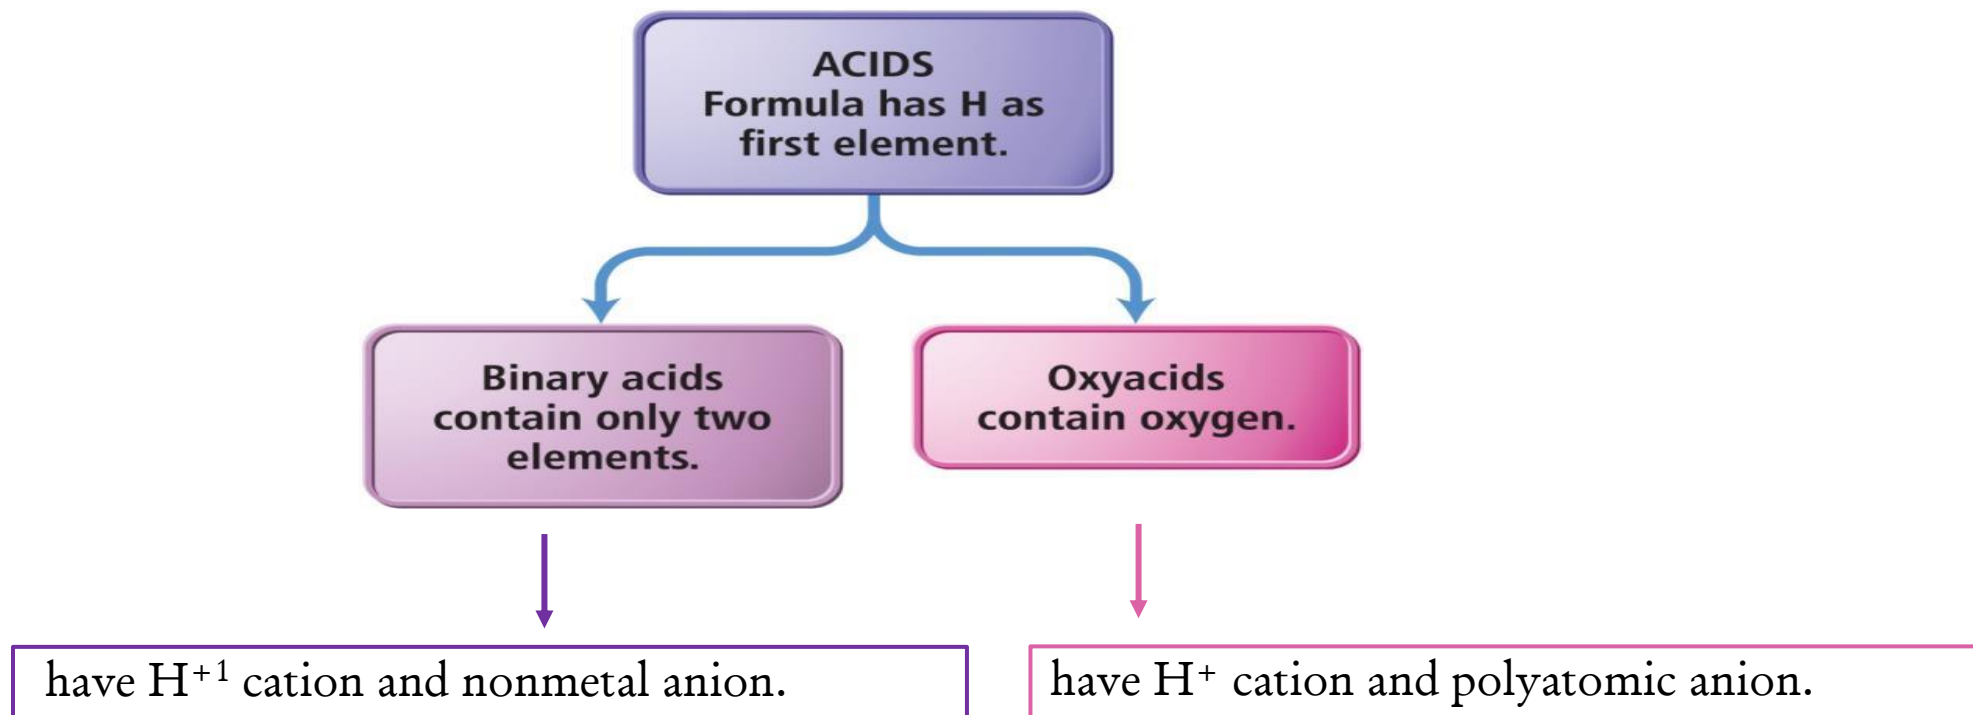 ACIDS
Formula has H as
first element.
Binary acids
contain only two
elements.
Oxyacids
contain oxygen.
have H⁺¹ cation and nonmetal anion.
have H⁺ cation and polyatomic anion.